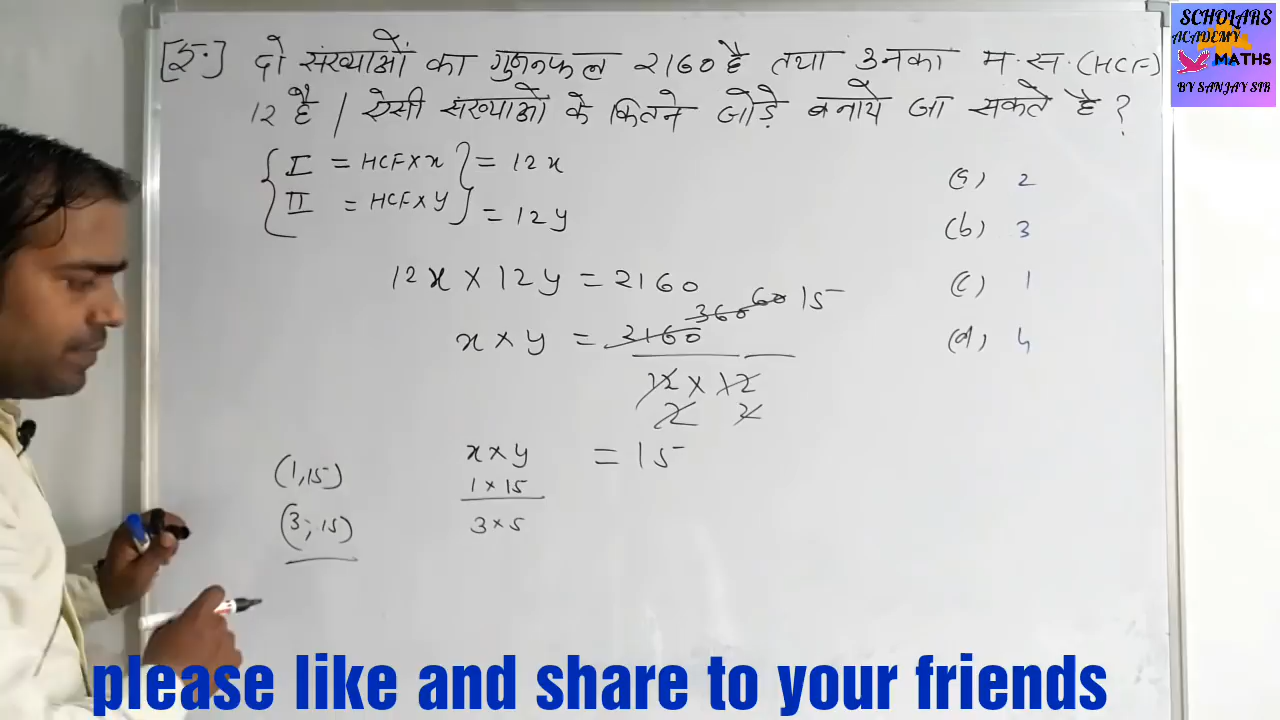 [इ.] दो संख्याओं का गुणनफल 2160 है तथा उनका म.स.(HCF)
12 है / ऐसी संख्याओं के कितने जोड़े बनाये जा सकते है ?
I = HCF×x = 12x
II = HCF×y = 12y
(a) 2
(b) 3
(c) 1
(d) 4
12x × 12y = 2160
x × y = 2160 360 60 15
12 × 12
2 2
x × y = 15
1 × 15
3 × 5
(1,15)
(3; 15)
SCHOLARS
ACADEMY
MATHS
BY SANJAY SIR
please like and share to your friends